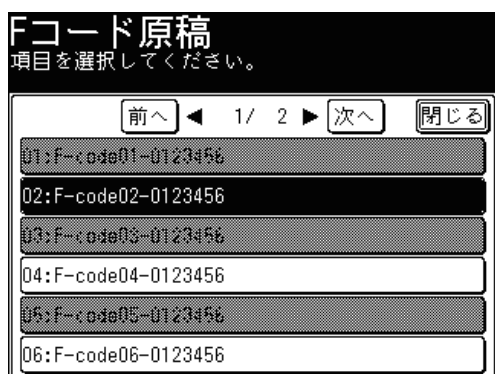 Fコード原稿
項目を選択してください。
前へ ◀ 1/ 2 ▶ 次へ 閉じる
01:F-code01-0123456
02:F-code02-0123456
03:F-code03-0123456
04:F-code04-0123456
05:F-code05-0123456
06:F-code06-0123456